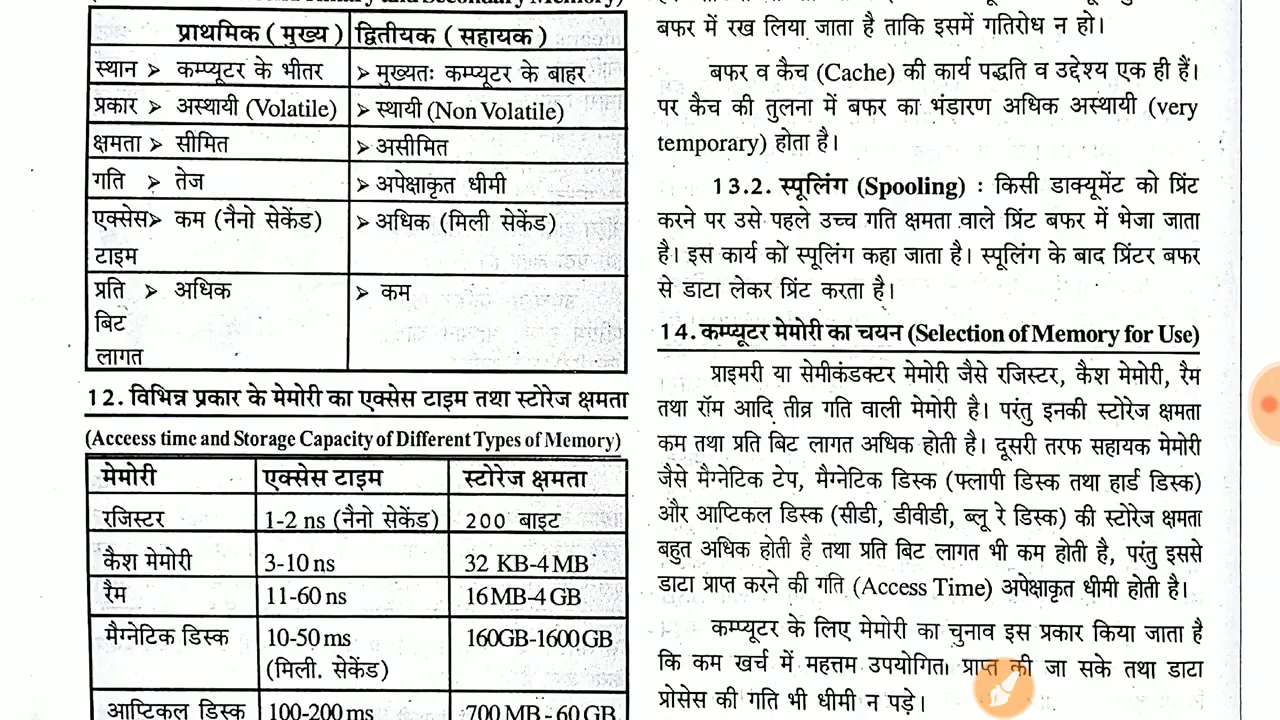 प्राथमिक ( मुख्य ) द्वितीयक ( सहायक )
स्थान ➢ कम्प्यूटर के भीतर ➢ मुख्यतः कम्प्यूटर के बाहर
प्रकार ➢ अस्थायी (Volatile) ➢ स्थायी (Non Volatile)
क्षमता ➢ सीमित ➢ असीमित
गति ➢ तेज ➢ अपेक्षाकृत धीमी
एक्सेस➢ कम (नैनो सेकेंड) ➢ अधिक (मिली सेकेंड)
टाइम
प्रति ➢ अधिक ➢ कम
बिट
लागत
12. विभिन्न प्रकार के मेमोरी का एक्सेस टाइम तथा स्टोरेज क्षमता
(Acccess time and Storage Capacity of Different Types of Memory)
मेमोरी एक्सेस टाइम स्टोरेज क्षमता
रजिस्टर 1-2 ns (नैनो सेकेंड) 200 बाइट
कैश मेमोरी 3-10 ns 32 KB-4 MB
रैम 11-60 ns 16 MB-4 GB
मैग्नेटिक डिस्क 10-50 ms 160GB-1600 GB
(मिली. सेकेंड)
आप्टिकल डिस्क 100-200 ms 700 MB - 60 GB
बफर में रख लिया जाता है ताकि इसमें गतिरोध न हो।
बफर व कैच (Cache) की कार्य पद्धति व उद्देश्य एक ही हैं।
पर कैच की तुलना में बफर का भंडारण अधिक अस्थायी (very
temporary) होता है।
13.2. स्पूलिंग (Spooling) : किसी डाक्यूमेंट को प्रिंट
करने पर उसे पहले उच्च गति क्षमता वाले प्रिंट बफर में भेजा जाता
है। इस कार्य को स्पूलिंग कहा जाता है। स्पूलिंग के बाद प्रिंटर बफर
से डाटा लेकर प्रिंट करता है।
14. कम्प्यूटर मेमोरी का चयन (Selection of Memory for Use)
प्राइमरी या सेमीकंडक्टर मेमोरी जैसे रजिस्टर, कैश मेमोरी, रैम
तथा रॉम आदि तीव्र गति वाली मेमोरी है। परंतु इनकी स्टोरेज क्षमता
कम तथा प्रति बिट लागत अधिक होती है। दूसरी तरफ सहायक मेमोरी
जैसे मैग्नेटिक टेप, मैग्नेटिक डिस्क (फ्लापी डिस्क तथा हार्ड डिस्क)
और आप्टिकल डिस्क (सीडी, डीवीडी, ब्लू रे डिस्क) की स्टोरेज क्षमता
बहुत अधिक होती है तथा प्रति बिट लागत भी कम होती है, परंतु इससे
डाटा प्राप्त करने की गति (Access Time) अपेक्षाकृत धीमी होती है।
कम्प्यूटर के लिए मेमोरी का चुनाव इस प्रकार किया जाता है
कि कम खर्च में महत्तम उपयोगिता प्राप्त की जा सके तथा डाटा
प्रोसेस की गति भी धीमी न पड़े।